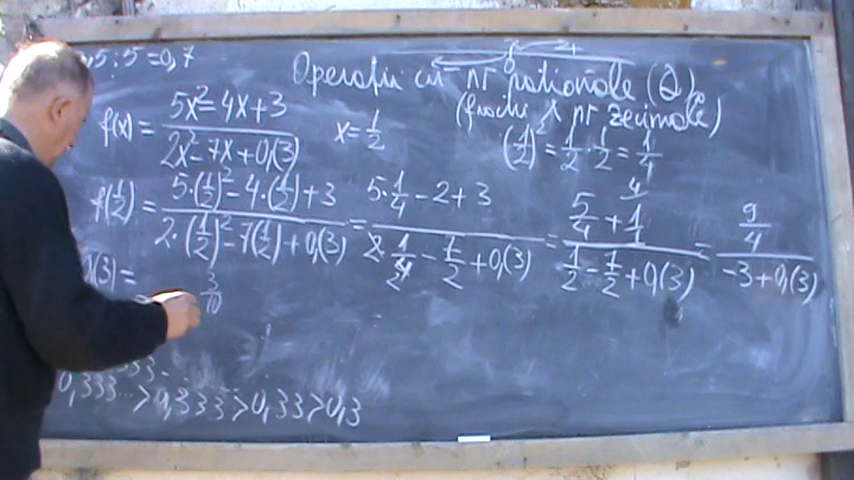 ,5:5=0,7
Operații cu nr raționale (Q)
(fracții și nr zecimale)
f(x) = (5x²-4x+3)/(2x²-7x+0,(3))
x=1/2
(1/2)²=1/2·1/2=1/4
f(1/2) = (5·(1/2)²-4·(1/2)+3)/(2·(1/2)²-7(1/2)+0,(3)) = (5·1/4-2+3)/(2·1/4-7/2+0,(3)) = (5/4+1/1)/(1/2-7/2+0,(3)) = (9/4)/(-3+0,(3))
(3)=
3/10
0,333...>0,333>0,33>0,3